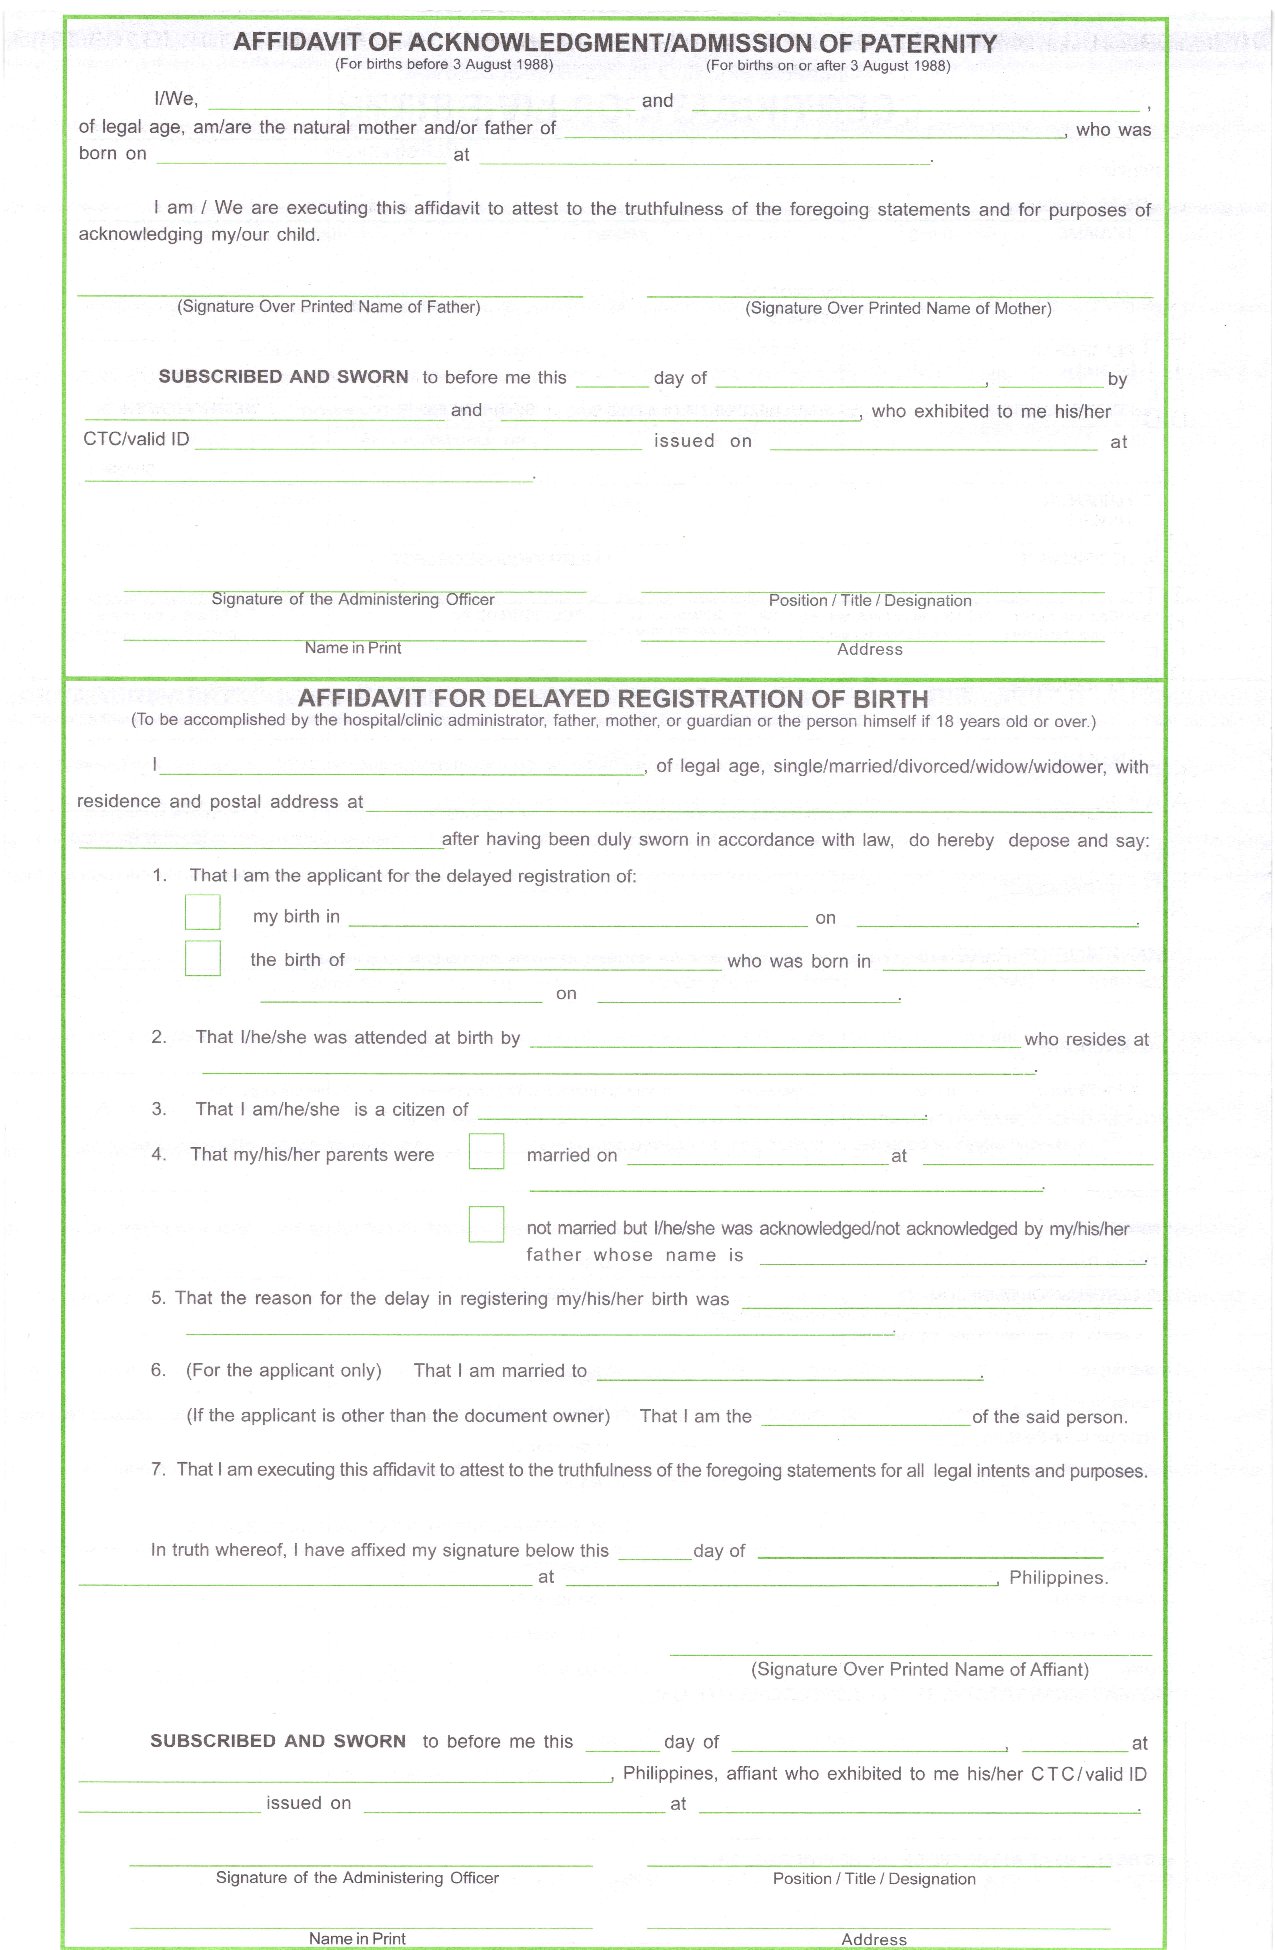 AFFIDAVIT OF ACKNOWLEDGMENT/ADMISSION OF PATERNITY
(For births before 3 August 1988) (For births on or after 3 August 1988)
I/We, and ,
of legal age, am/are the natural mother and/or father of , who was
born on at .
I am / We are executing this affidavit to attest to the truthfulness of the foregoing statements and for purposes of
acknowledging my/our child.
(Signature Over Printed Name of Father) (Signature Over Printed Name of Mother)
SUBSCRIBED AND SWORN to before me this day of , by
and , who exhibited to me his/her
CTC/valid ID issued on at
.
Signature of the Administering Officer Position / Title / Designation
Name in Print Address
AFFIDAVIT FOR DELAYED REGISTRATION OF BIRTH
(To be accomplished by the hospital/clinic administrator, father, mother, or guardian or the person himself if 18 years old or over.)
I , of legal age, single/married/divorced/widow/widower, with
residence and postal address at
after having been duly sworn in accordance with law, do hereby depose and say:
1. That I am the applicant for the delayed registration of:
my birth in on .
the birth of who was born in
on .
2. That I/he/she was attended at birth by who resides at
.
3. That I am/he/she is a citizen of .
4. That my/his/her parents were married on at
.
not married but I/he/she was acknowledged/not acknowledged by my/his/her
father whose name is .
5. That the reason for the delay in registering my/his/her birth was
.
6. (For the applicant only) That I am married to .
(If the applicant is other than the document owner) That I am the of the said person.
7. That I am executing this affidavit to attest to the truthfulness of the foregoing statements for all legal intents and purposes.
In truth whereof, I have affixed my signature below this day of
at , Philippines.
(Signature Over Printed Name of Affiant)
SUBSCRIBED AND SWORN to before me this day of , at
, Philippines, affiant who exhibited to me his/her CTC/valid ID
issued on at .
Signature of the Administering Officer Position / Title / Designation
Name in Print Address